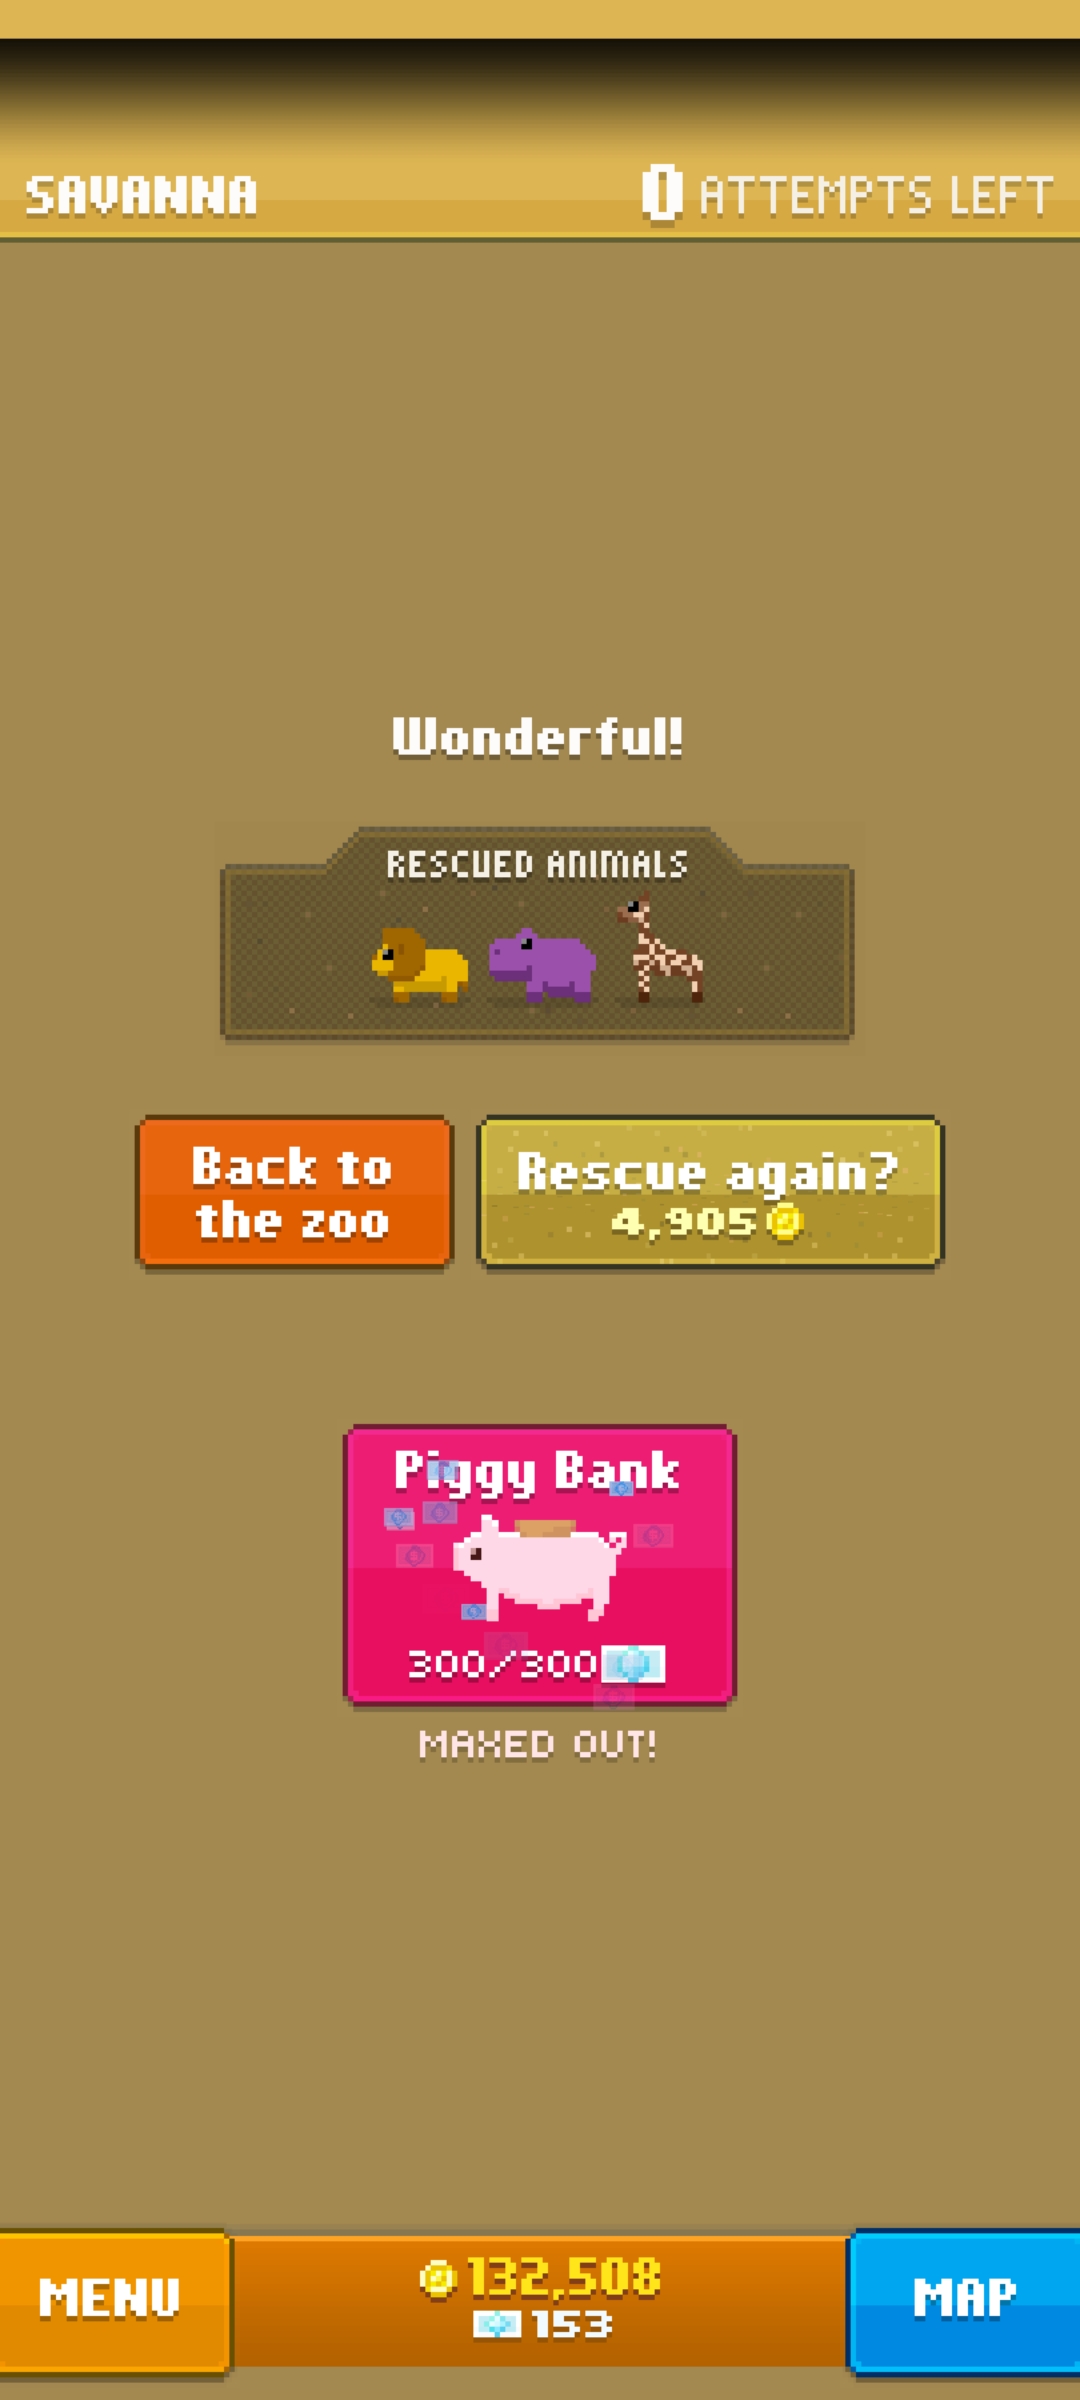 SAVANNA
0 ATTEMPTS LEFT
Wonderful!
RESCUED ANIMALS
Back to
the zoo
Rescue again?
4,905
Piggy Bank
300/300
MAXED OUT!
MENU
132,508
153
MAP